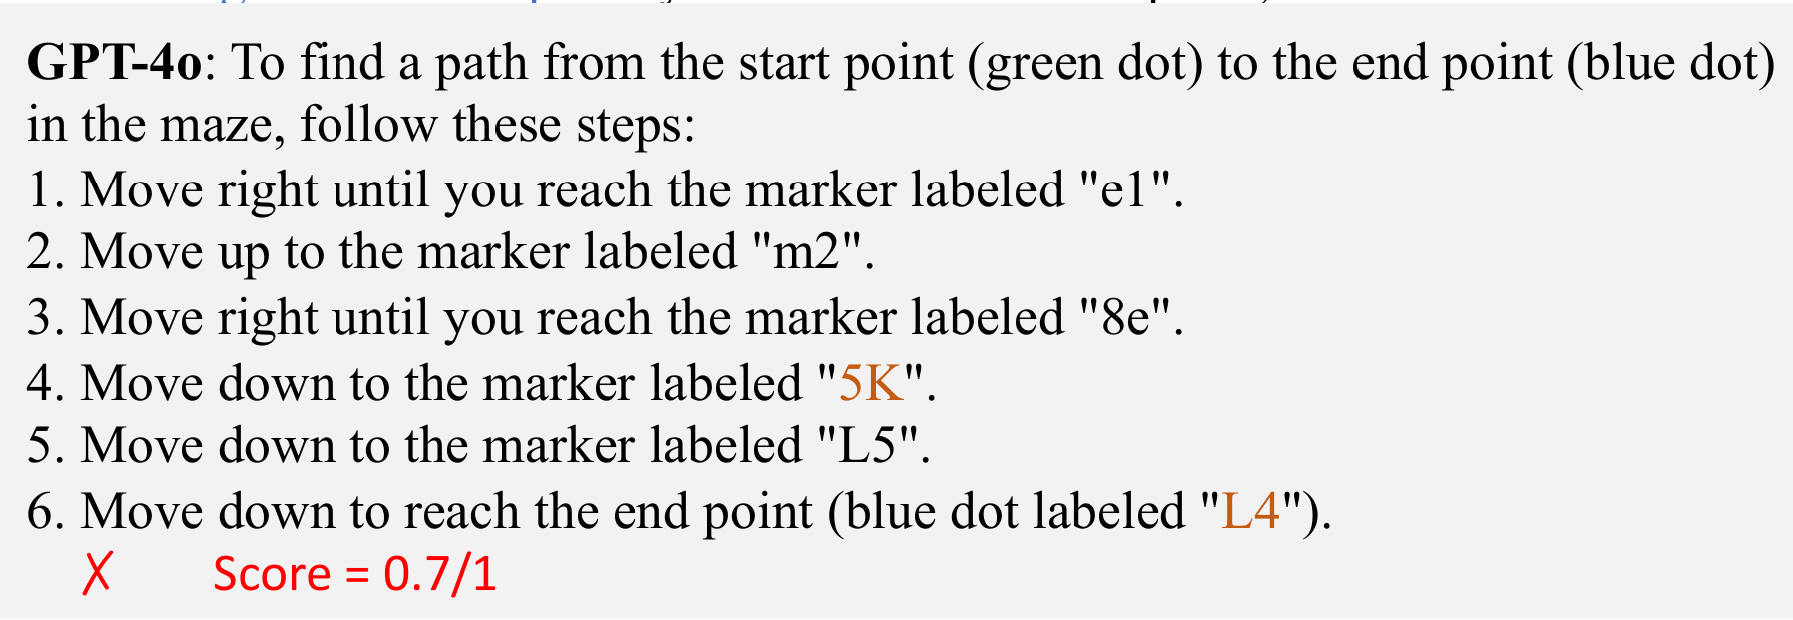 GPT-4o: To find a path from the start point (green dot) to the end point (blue dot)
in the maze, follow these steps:
1. Move right until you reach the marker labeled "e1".
2. Move up to the marker labeled "m2".
3. Move right until you reach the marker labeled "8e".
4. Move down to the marker labeled "5K".
5. Move down to the marker labeled "L5".
6. Move down to reach the end point (blue dot labeled "L4").
✗ Score = 0.7/1